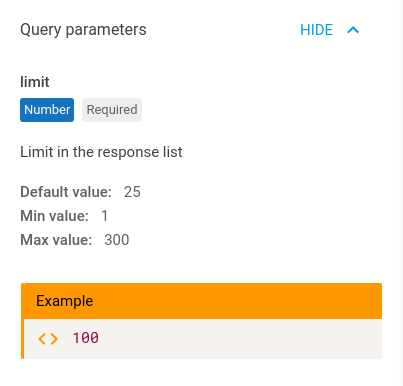 Query parameters HIDE
limit
Number Required
Limit in the response list
Default value: 25
Min value: 1
Max value: 300
Example
<> 100